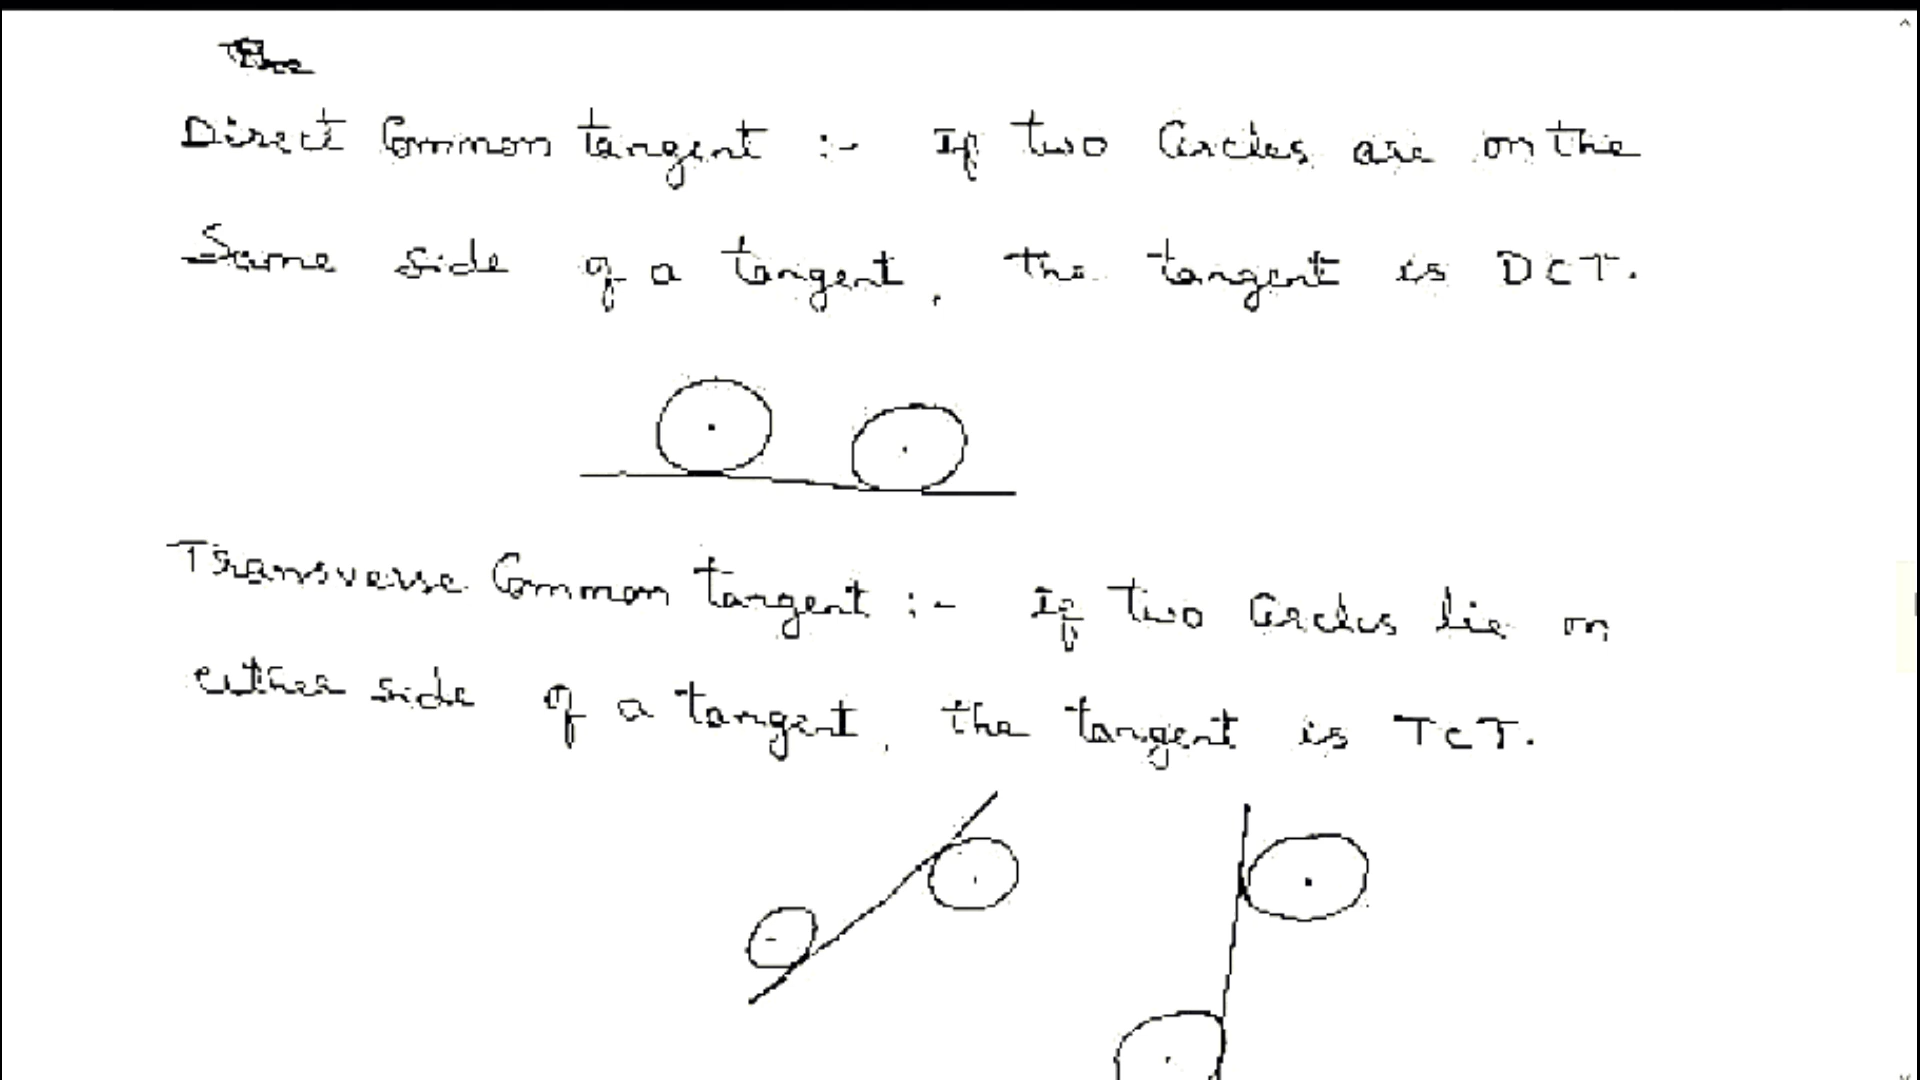 The
Direct Common tangent :- If two Circles are on the
Same side of a tangent, the tangent is DCT.
Transverse Common tangent :- If two Circles lie on
either side of a tangent, the tangent is TCT.